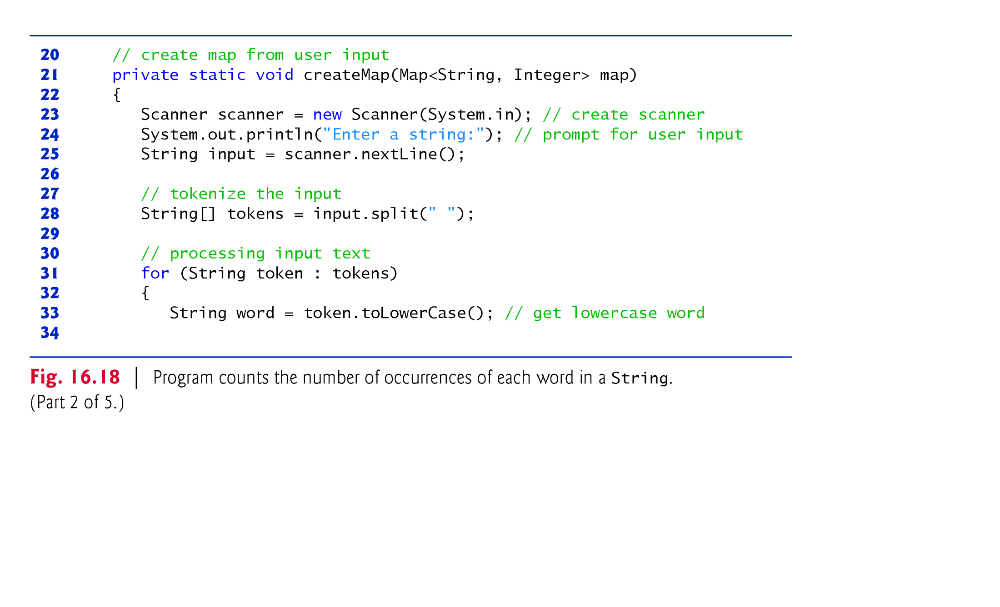 20 // create map from user input
21 private static void createMap(Map<String, Integer> map)
22 {
23 Scanner scanner = new Scanner(System.in); // create scanner
24 System.out.println("Enter a string:"); // prompt for user input
25 String input = scanner.nextLine();
26
27 // tokenize the input
28 String[] tokens = input.split(" ");
29
30 // processing input text
31 for (String token : tokens)
32 {
33 String word = token.toLowerCase(); // get lowercase word
34
Fig. 16.18 | Program counts the number of occurrences of each word in a String.
(Part 2 of 5.)